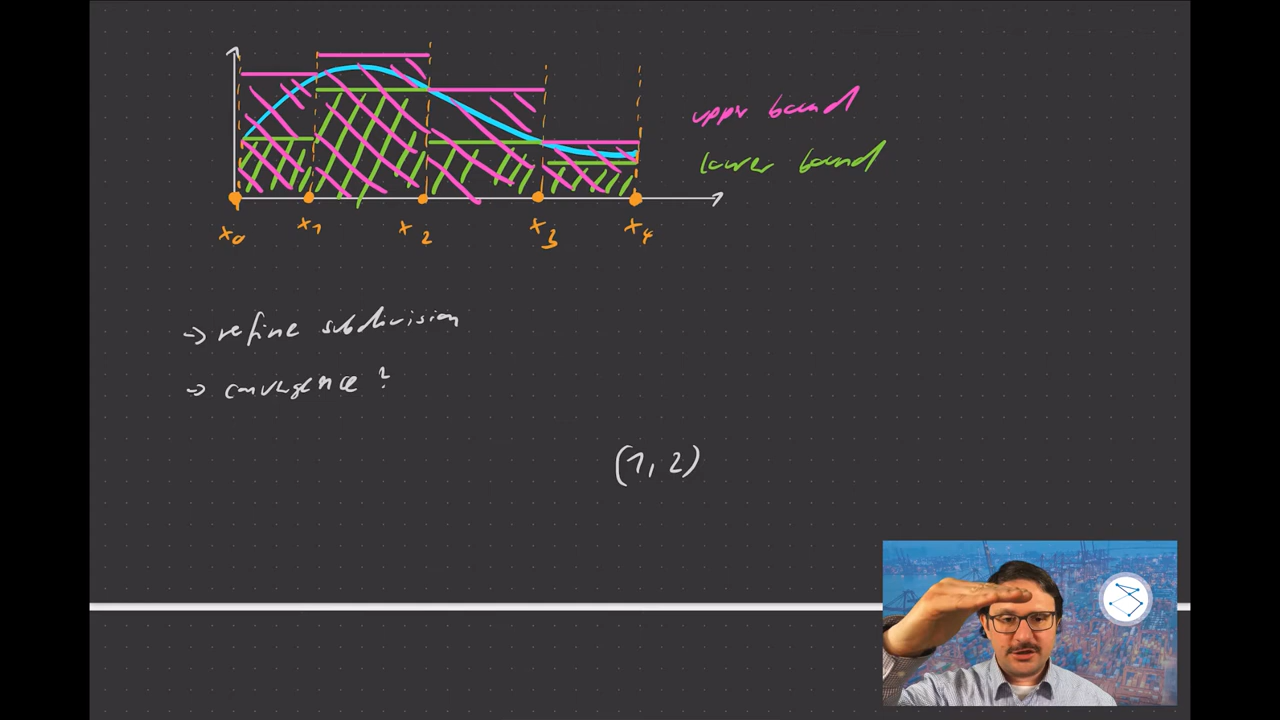 upper bound
lower bound
x0 x1 x2 x3 x4
-> refine subdivision
-> convergence?
(1, 2)